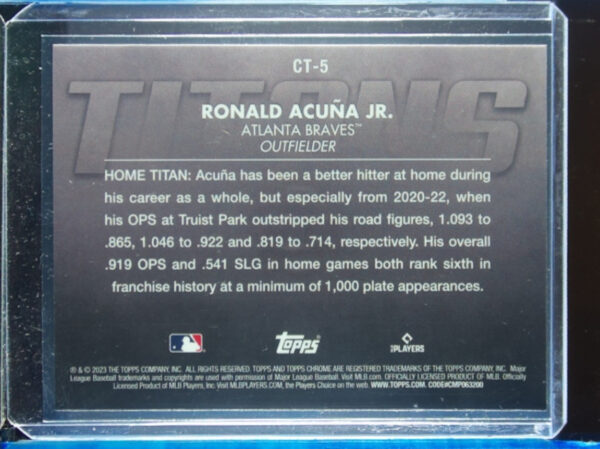 CT-5
TITANS
RONALD ACUÑA JR.
ATLANTA BRAVES™
OUTFIELDER
HOME TITAN: Acuña has been a better hitter at home during
his career as a whole, but especially from 2020-22, when
his OPS at Truist Park outstripped his road figures, 1.093 to
.865, 1.046 to .922 and .819 to .714, respectively. His overall
.919 OPS and .541 SLG in home games both rank sixth in
franchise history at a minimum of 1,000 plate appearances.
Topps
PLAYERS
® & © 2023 THE TOPPS COMPANY, INC. ALL RIGHTS RESERVED. TOPPS AND TOPPS CHROME ARE REGISTERED TRADEMARKS OF THE TOPPS COMPANY, INC. Major
League Baseball trademarks and copyrights are used with permission of Major League Baseball. Visit MLB.com. OFFICIALLY LICENSED PRODUCT OF MLB. Officially
Licensed Product of MLB Players, Inc. Visit MLBPLAYERS.COM, the Players Choice on the web. WWW.TOPPS.COM. CODE#CMP063200